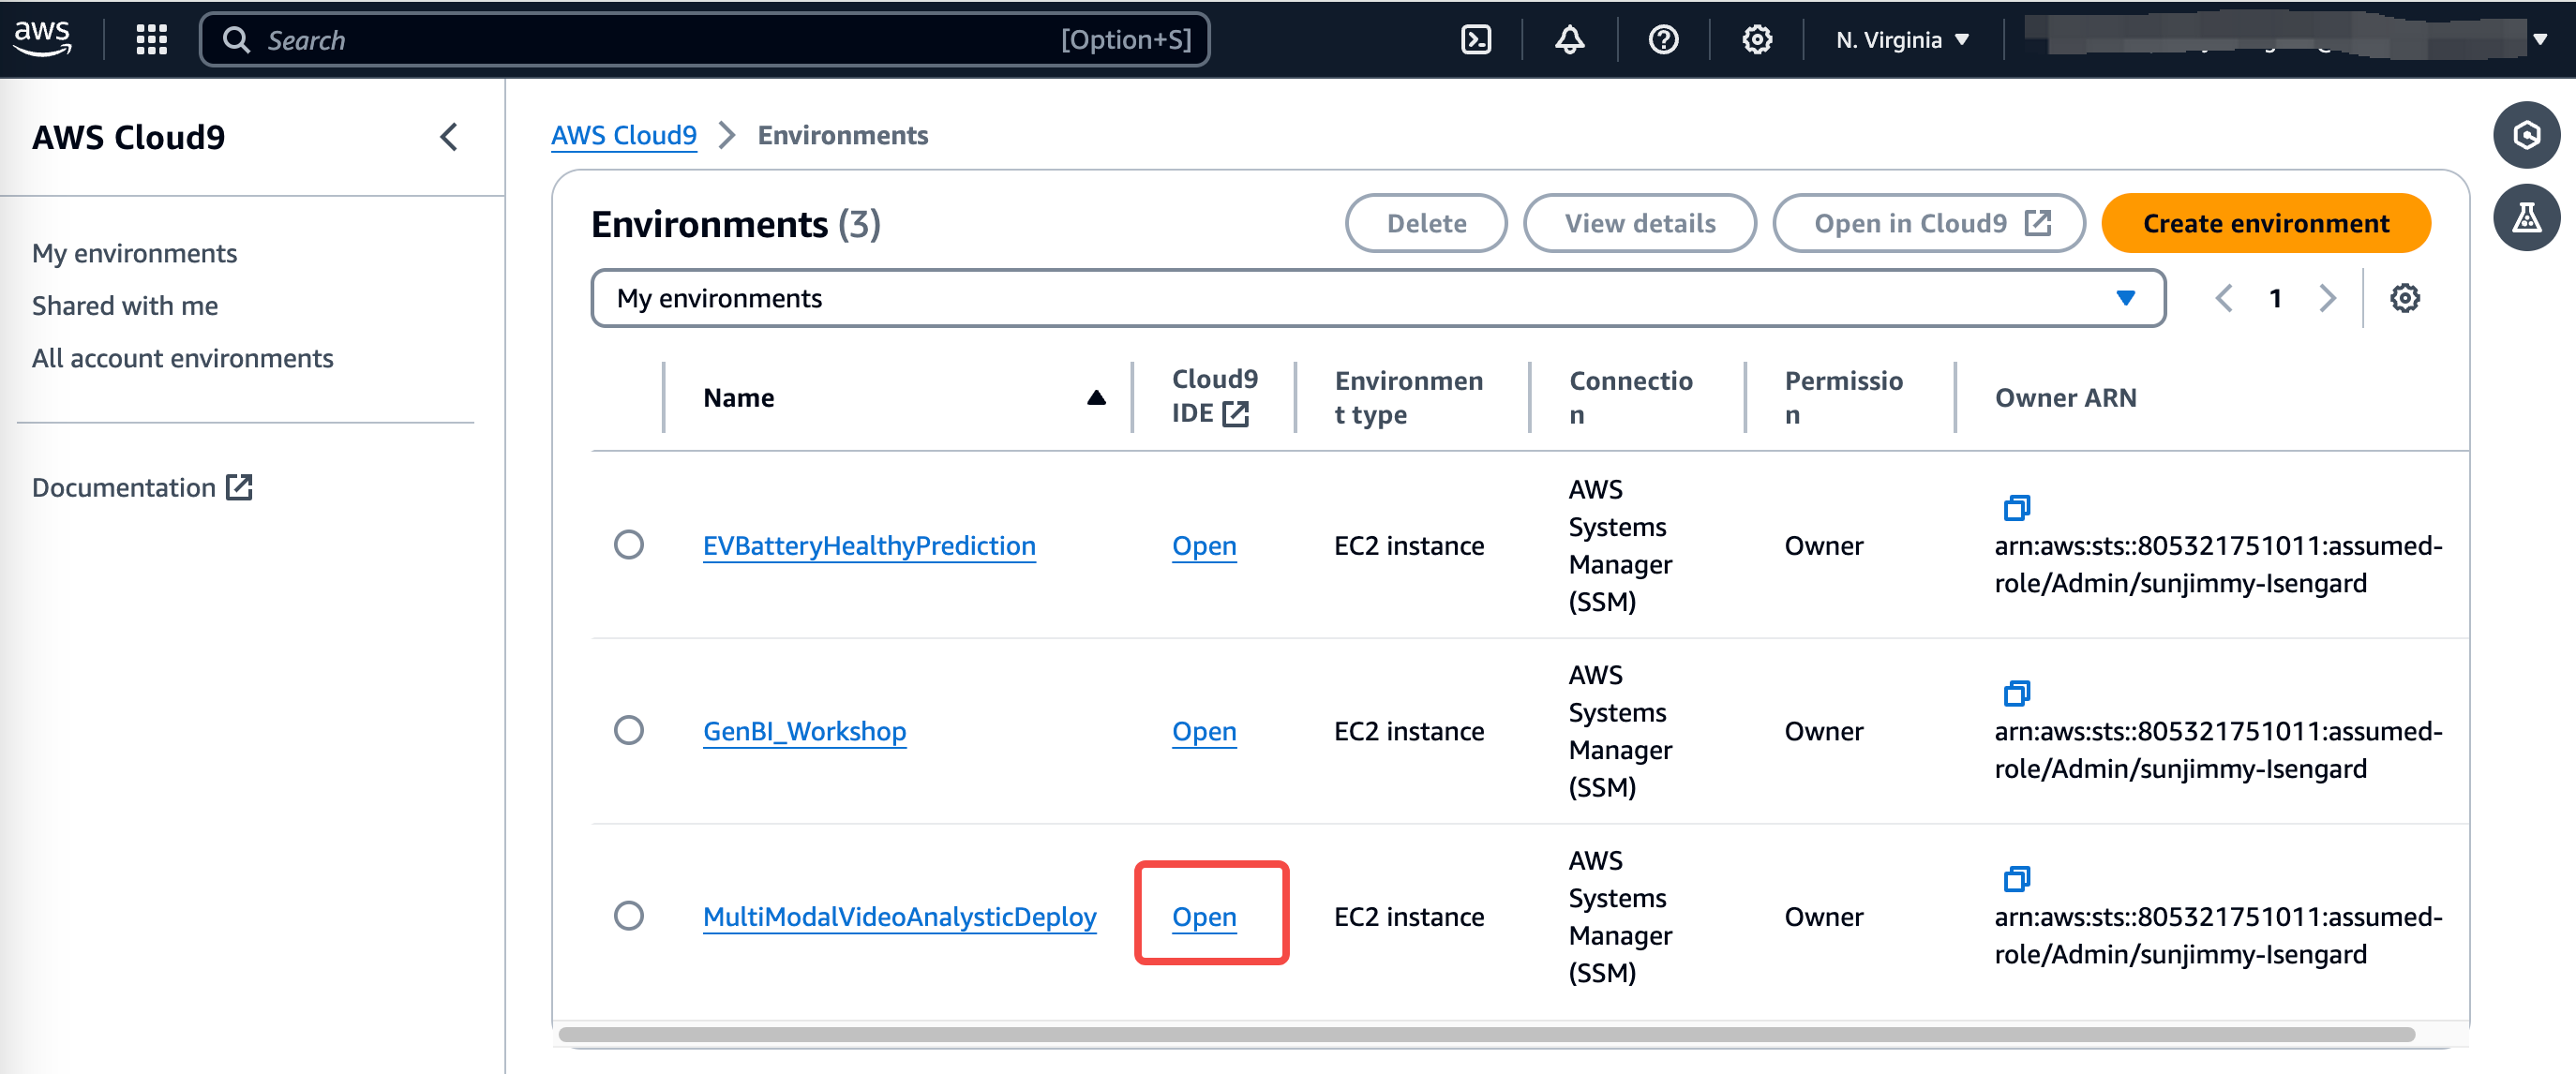 aws
Search [Option+S] N. Virginia
AWS Cloud9
My environments
Shared with me
All account environments
Documentation
AWS Cloud9 Environments
Environments (3) Delete View details Open in Cloud9 Create environment
My environments 1
Name
Cloud9
IDE
Environmen
t type
Connectio
n
Permissio
n
Owner ARN
EVBatteryHealthyPrediction
Open
EC2 instance
AWS
Systems
Manager
(SSM)
Owner
arn:aws:sts::805321751011:assumed-
role/Admin/sunjimmy-Isengard
GenBI_Workshop
Open
EC2 instance
AWS
Systems
Manager
(SSM)
Owner
arn:aws:sts::805321751011:assumed-
role/Admin/sunjimmy-Isengard
MultiModalVideoAnalysticDeploy
Open
EC2 instance
AWS
Systems
Manager
(SSM)
Owner
arn:aws:sts::805321751011:assumed-
role/Admin/sunjimmy-Isengard